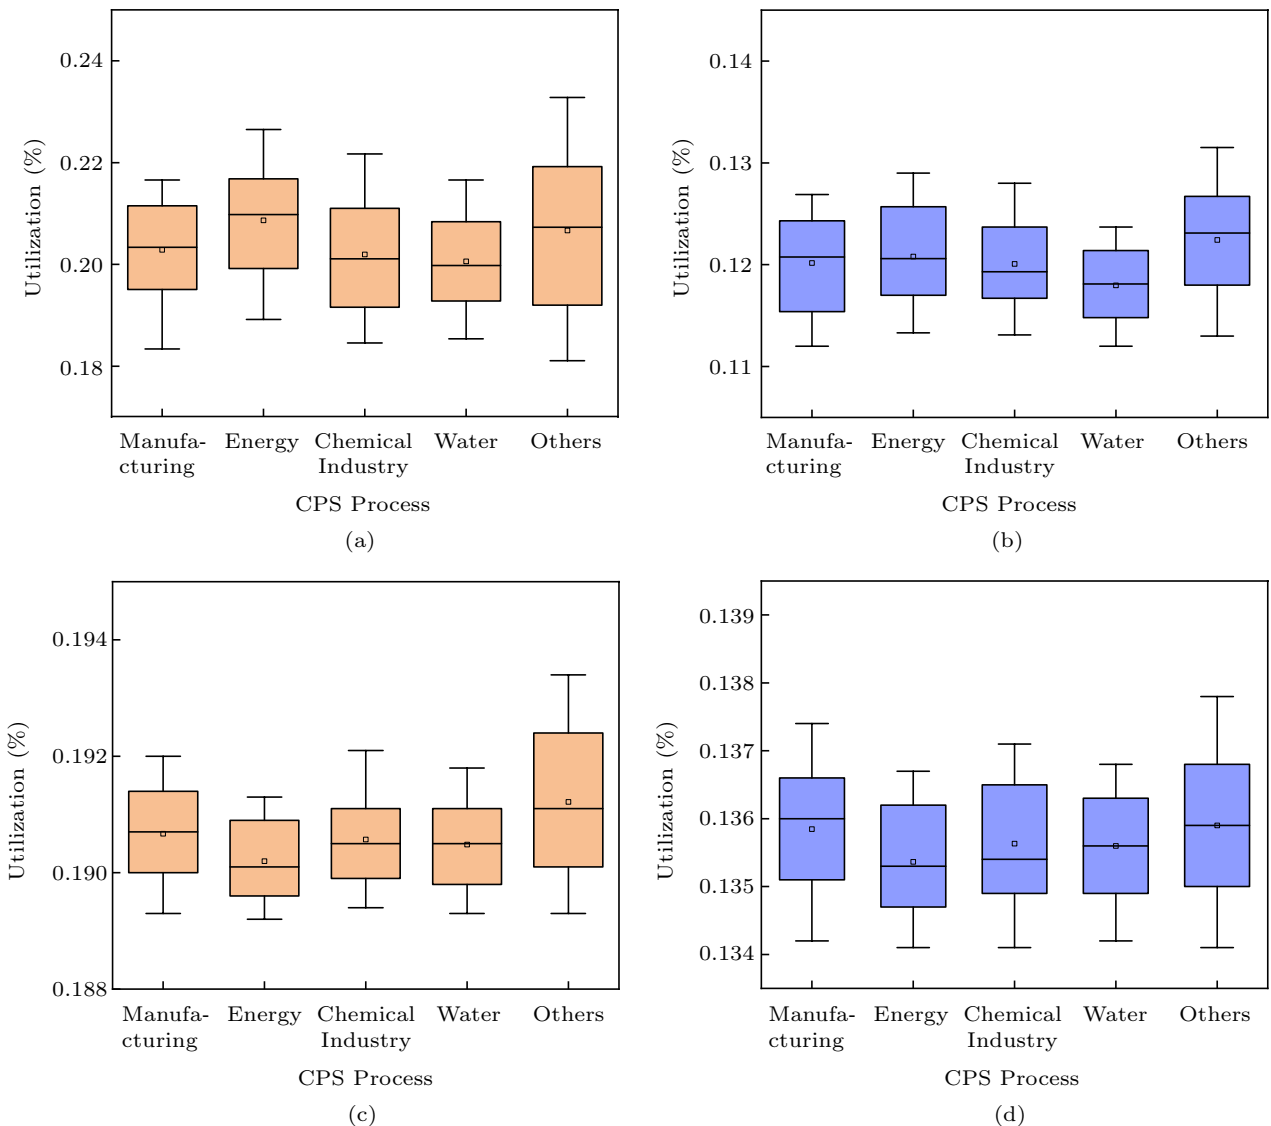 0.24
0.22
0.20
0.18
Utilization (%)
Manufa-
cturing
Energy
Chemical
Industry
Water
Others
CPS Process
(a)
0.14
0.13
0.12
0.11
Utilization (%)
Manufa-
cturing
Energy
Chemical
Industry
Water
Others
CPS Process
(b)
0.194
0.192
0.190
0.188
Utilization (%)
Manufa-
cturing
Energy
Chemical
Industry
Water
Others
CPS Process
(c)
0.139
0.138
0.137
0.136
0.135
0.134
Utilization (%)
Manufa-
cturing
Energy
Chemical
Industry
Water
Others
CPS Process
(d)